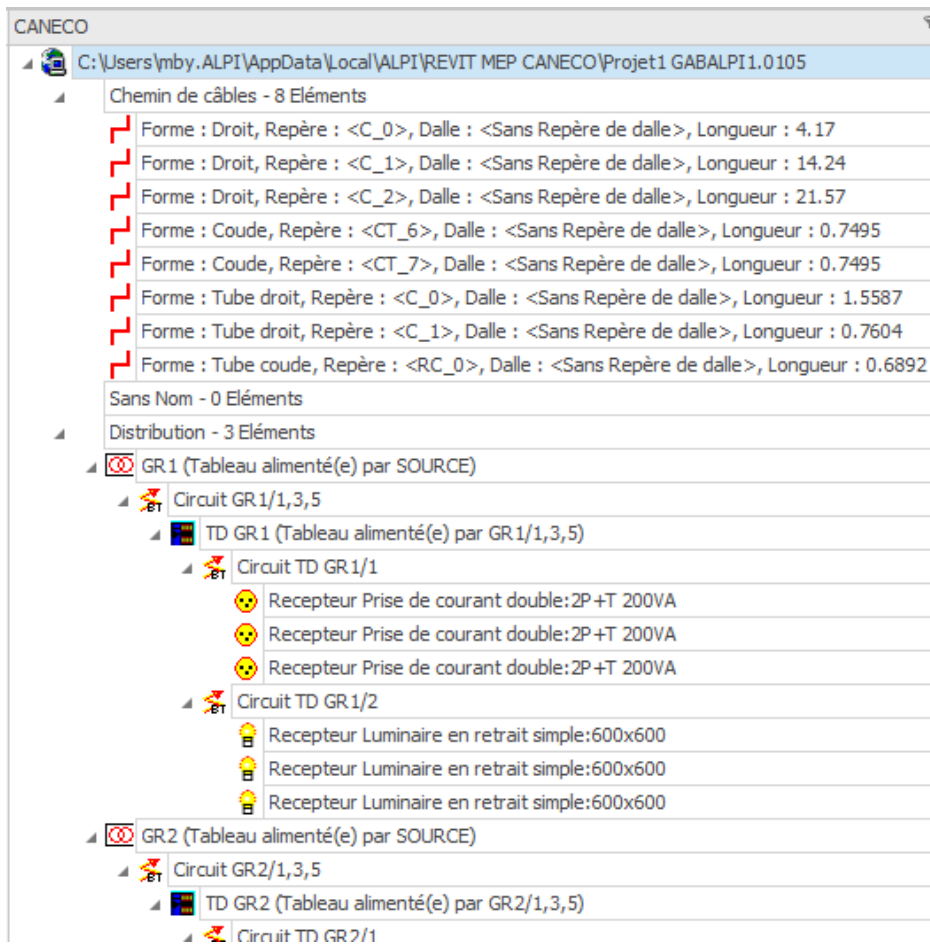 CANECO
C:\Users\mby.ALPI\AppData\Local\ALPI\REVIT MEP CANECO\Projet1 GABALPI1.0105
Chemin de câbles - 8 Eléments
Forme : Droit, Repère : <C_0>, Dalle : <Sans Repère de dalle>, Longueur : 4.17
Forme : Droit, Repère : <C_1>, Dalle : <Sans Repère de dalle>, Longueur : 14.24
Forme : Droit, Repère : <C_2>, Dalle : <Sans Repère de dalle>, Longueur : 21.57
Forme : Coude, Repère : <CT_6>, Dalle : <Sans Repère de dalle>, Longueur : 0.7495
Forme : Coude, Repère : <CT_7>, Dalle : <Sans Repère de dalle>, Longueur : 0.7495
Forme : Tube droit, Repère : <C_0>, Dalle : <Sans Repère de dalle>, Longueur : 1.5587
Forme : Tube droit, Repère : <C_1>, Dalle : <Sans Repère de dalle>, Longueur : 0.7604
Forme : Tube coude, Repère : <RC_0>, Dalle : <Sans Repère de dalle>, Longueur : 0.6892
Sans Nom - 0 Eléments
Distribution - 3 Eléments
GR1 (Tableau alimenté(e) par SOURCE)
BT Circuit GR1/1,3,5
TD GR1 (Tableau alimenté(e) par GR1/1,3,5)
BT Circuit TD GR1/1
Recepteur Prise de courant double:2P+T 200VA
Recepteur Prise de courant double:2P+T 200VA
Recepteur Prise de courant double:2P+T 200VA
BT Circuit TD GR1/2
Recepteur Luminaire en retrait simple:600x600
Recepteur Luminaire en retrait simple:600x600
Recepteur Luminaire en retrait simple:600x600
GR2 (Tableau alimenté(e) par SOURCE)
BT Circuit GR2/1,3,5
TD GR2 (Tableau alimenté(e) par GR2/1,3,5)
Circuit TD GR2/1